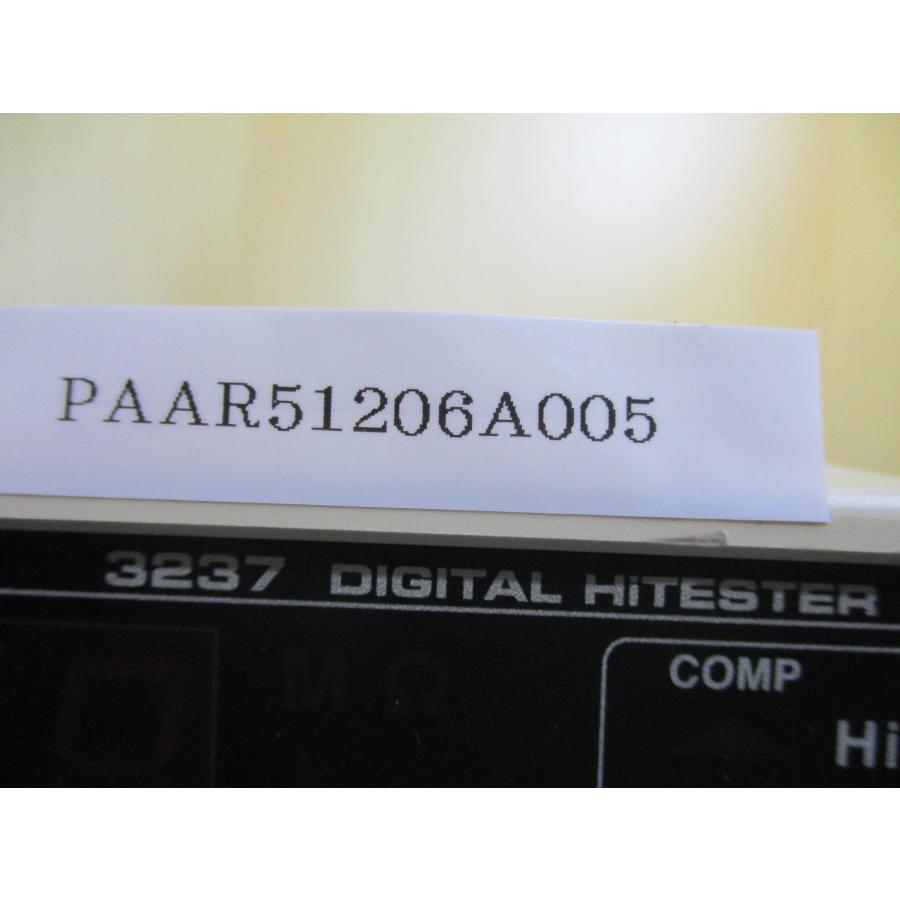 PAAR51206A005
3237 DIGITAL HiTESTER
MΩ
COMP
Hi